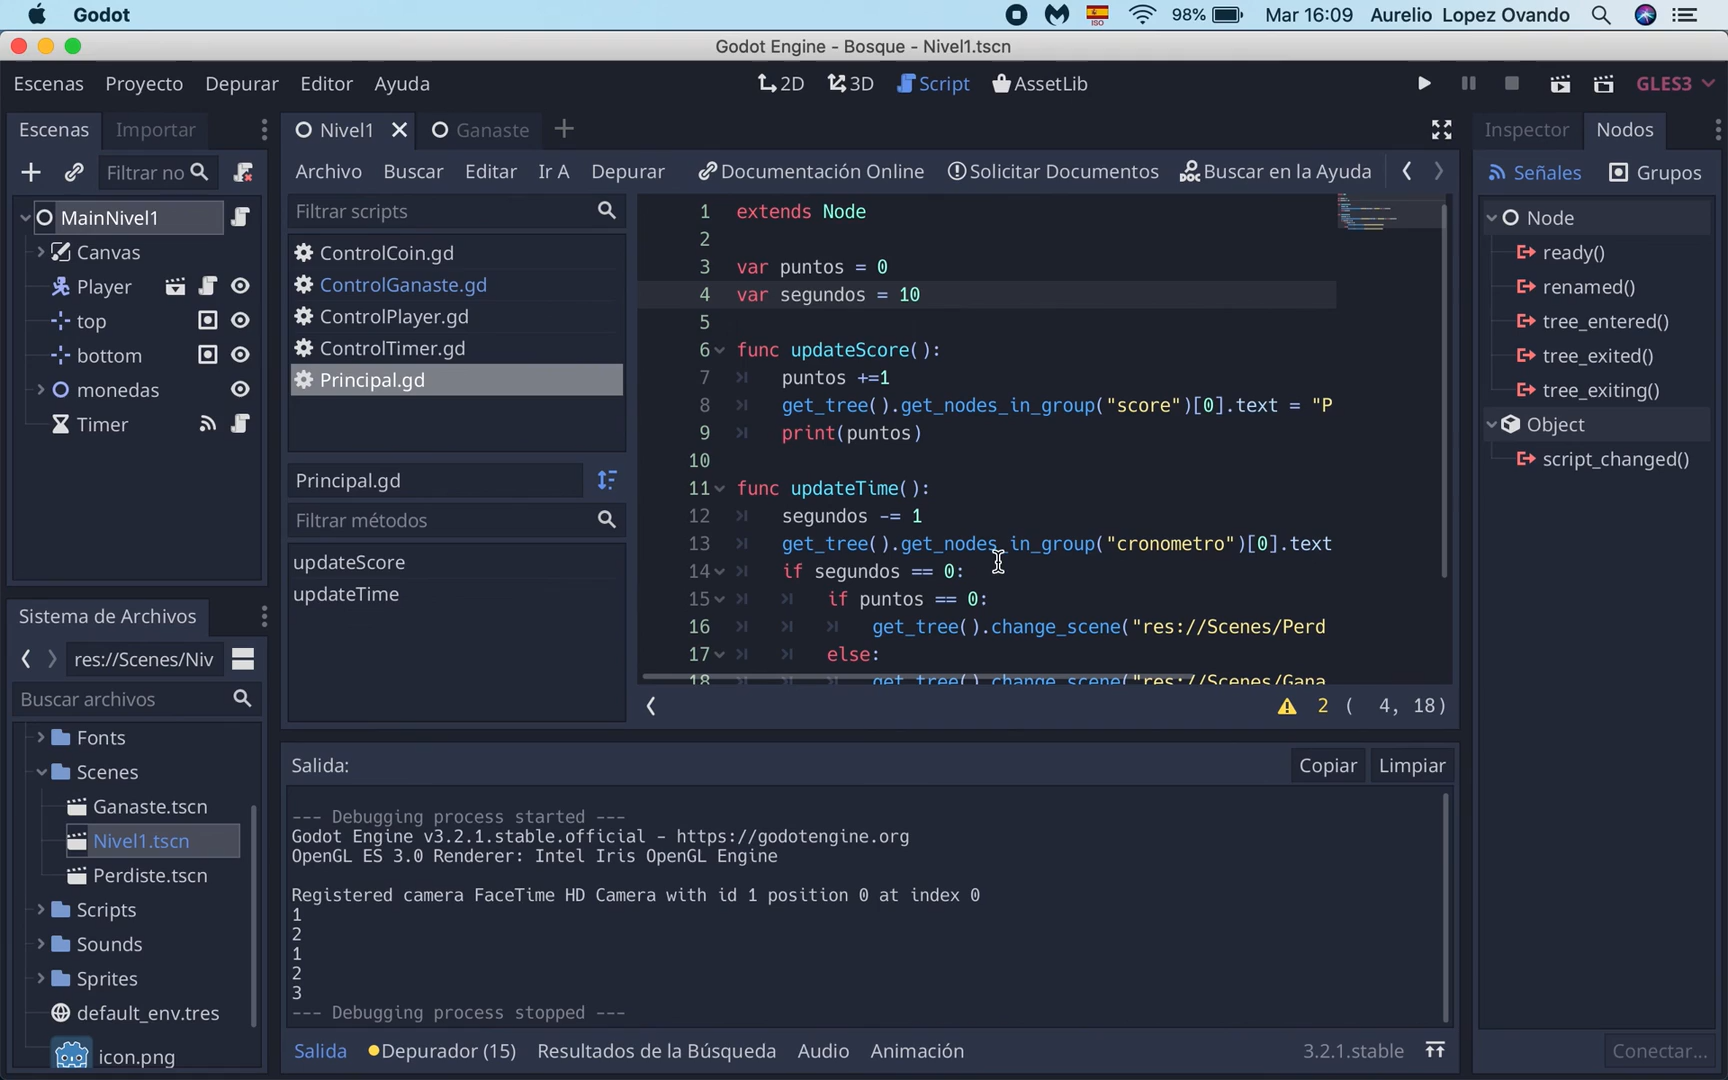 Godot
ISO
98%
Mar 16:09
Aurelio Lopez Ovando
Godot Engine - Bosque - Nivel1.tscn
Escenas Proyecto Depurar Editor Ayuda
2D 3D Script AssetLib
GLES3
Escenas Importar
Filtrar no
MainNivel1
Canvas
Player
top
bottom
monedas
Timer
Sistema de Archivos
res://Scenes/Niv
Buscar archivos
Fonts
Scenes
Ganaste.tscn
Nivel1.tscn
Perdiste.tscn
Scripts
Sounds
Sprites
default_env.tres
icon.png
Nivel1 Ganaste
Archivo Buscar Editar Ir A Depurar
Documentación Online Solicitar Documentos Buscar en la Ayuda
Filtrar scripts
ControlCoin.gd
ControlGanaste.gd
ControlPlayer.gd
ControlTimer.gd
Principal.gd
Principal.gd
Filtrar métodos
updateScore
updateTime
1 extends Node
2
3 var puntos = 0
4 var segundos = 10
5
6 func updateScore():
7 puntos +=1
8 get_tree().get_nodes_in_group("score")[0].text = "P
9 print(puntos)
10
11 func updateTime():
12 segundos -= 1
13 get_tree().get_nodes_in_group("cronometro")[0].text
14 if segundos == 0:
15 if puntos == 0:
16 get_tree().change_scene("res://Scenes/Perd
17 else:
18 get_tree().change_scene("res://Scenes/Gana
2 ( 4, 18)
Salida:
Copiar Limpiar
--- Debugging process started ---
Godot Engine v3.2.1.stable.official - https://godotengine.org
OpenGL ES 3.0 Renderer: Intel Iris OpenGL Engine
Registered camera FaceTime HD Camera with id 1 position 0 at index 0
1
2
1
2
3
--- Debugging process stopped ---
Salida Depurador (15) Resultados de la Búsqueda Audio Animación
3.2.1.stable
Inspector Nodos
Señales Grupos
Node
ready()
renamed()
tree_entered()
tree_exited()
tree_exiting()
Object
script_changed()
Conectar...